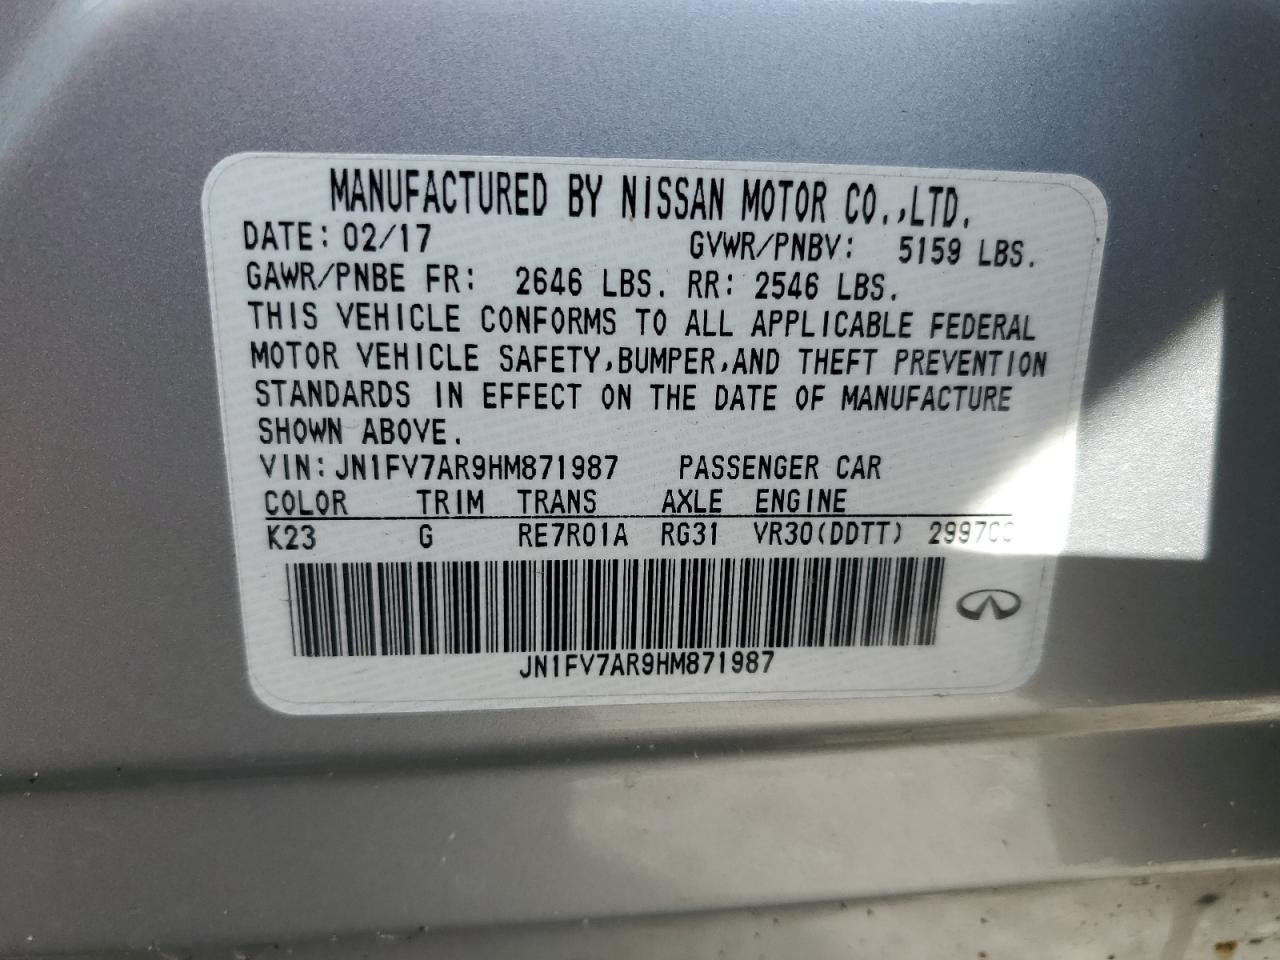 MANUFACTURED BY NISSAN MOTOR CO.,LTD.
DATE: 02/17 GVWR/PNBV: 5159 LBS.
GAWR/PNBE FR: 2646 LBS. RR: 2546 LBS.
THIS VEHICLE CONFORMS TO ALL APPLICABLE FEDERAL
MOTOR VEHICLE SAFETY,BUMPER,AND THEFT PREVENTION
STANDARDS IN EFFECT ON THE DATE OF MANUFACTURE
SHOWN ABOVE.
VIN: JN1FV7AR9HM871987 PASSENGER CAR
COLOR TRIM TRANS AXLE ENGINE
K23 G RE7R01A RG31 VR30(DDTT) 2997CC
JN1FV7AR9HM871987